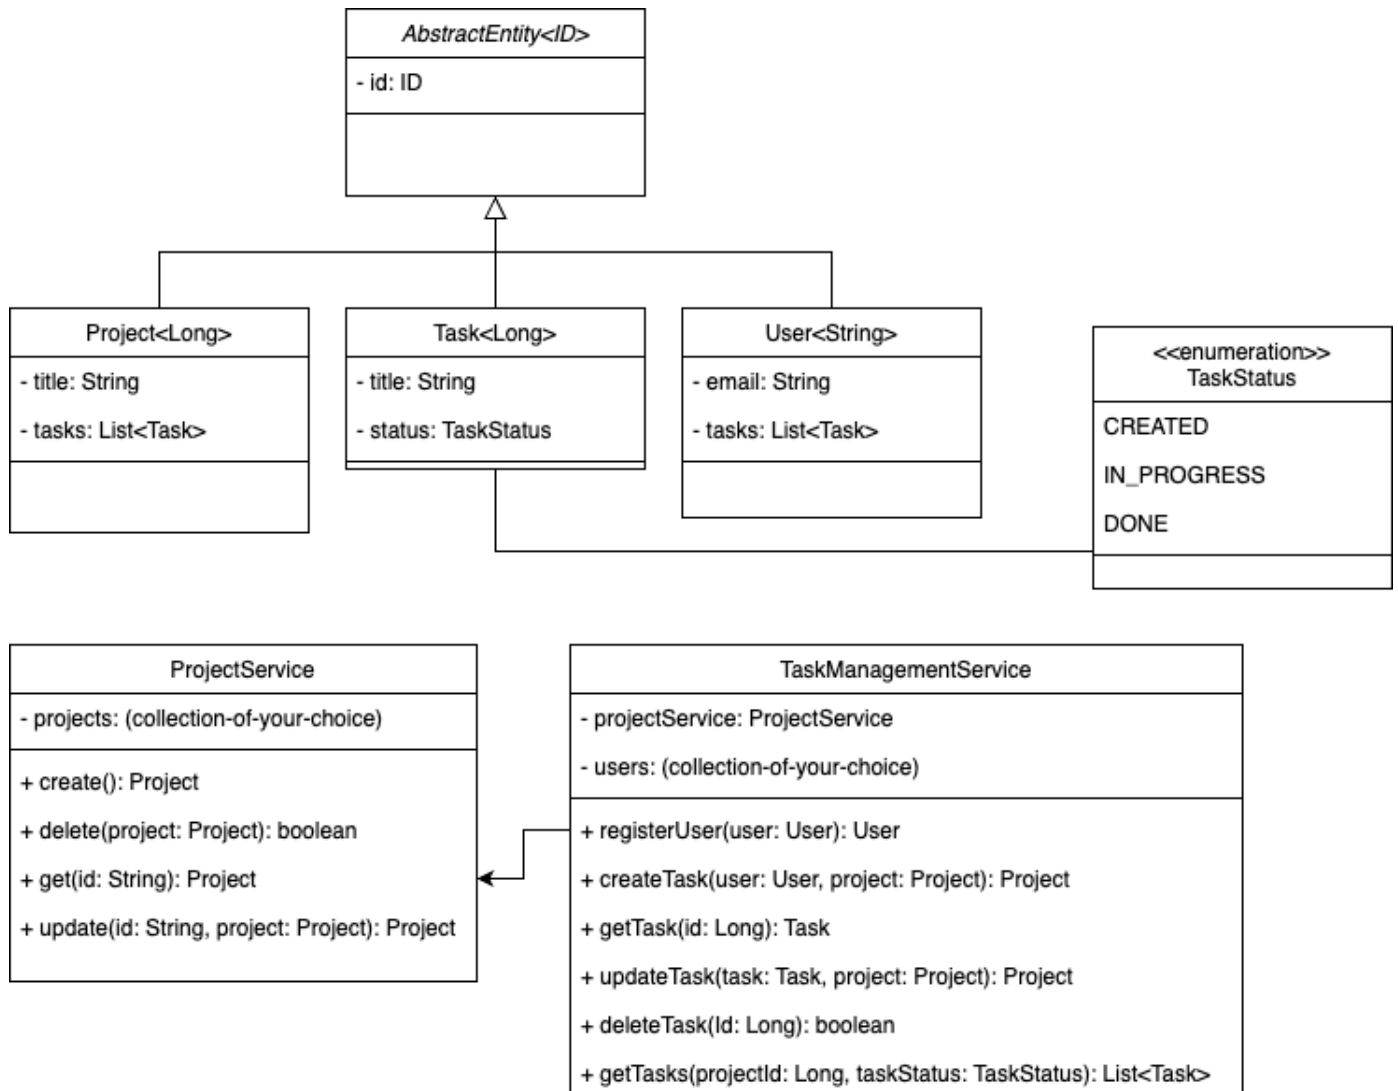 AbstractEntity<ID>
- id: ID
Project<Long>
- title: String
- tasks: List<Task>
Task<Long>
- title: String
- status: TaskStatus
User<String>
- email: String
- tasks: List<Task>
<<enumeration>>
TaskStatus
CREATED
IN_PROGRESS
DONE
ProjectService
- projects: (collection-of-your-choice)
+ create(): Project
+ delete(project: Project): boolean
+ get(id: String): Project
+ update(id: String, project: Project): Project
TaskManagementService
- projectService: ProjectService
- users: (collection-of-your-choice)
+ registerUser(user: User): User
+ createTask(user: User, project: Project): Project
+ getTask(id: Long): Task
+ updateTask(task: Task, project: Project): Project
+ deleteTask(Id: Long): boolean
+ getTasks(projectId: Long, taskStatus: TaskStatus): List<Task>